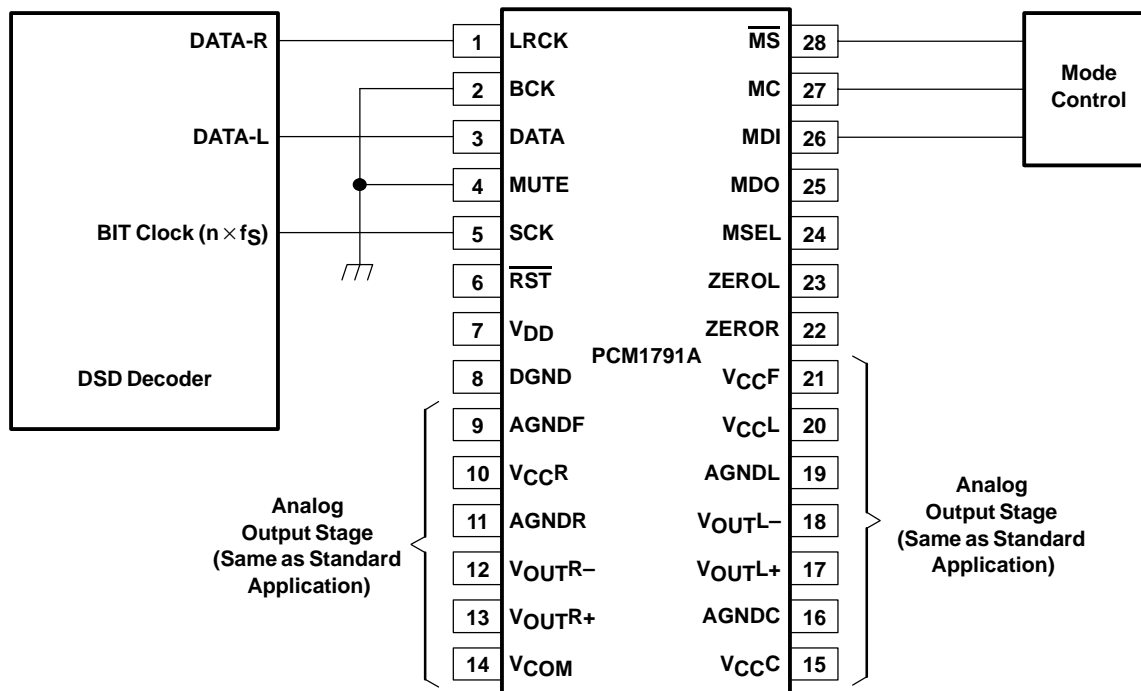 DATA-R
DATA-L
BIT Clock (n × fS)
DSD Decoder
1 LRCK
2 BCK
3 DATA
4 MUTE
5 SCK
6 R̅S̅T̅
7 VDD
8 DGND
9 AGNDF
10 VCCR
11 AGNDR
12 VOUTR–
13 VOUTR+
14 VCOM
PCM1791A
M̅S̅ 28
MC 27
MDI 26
MDO 25
MSEL 24
ZEROL 23
ZEROR 22
VCCF 21
VCCL 20
AGNDL 19
VOUTL– 18
VOUTL+ 17
AGNDC 16
VCCC 15
Mode
Control
Analog
Output Stage
(Same as Standard
Application)
Analog
Output Stage
(Same as Standard
Application)